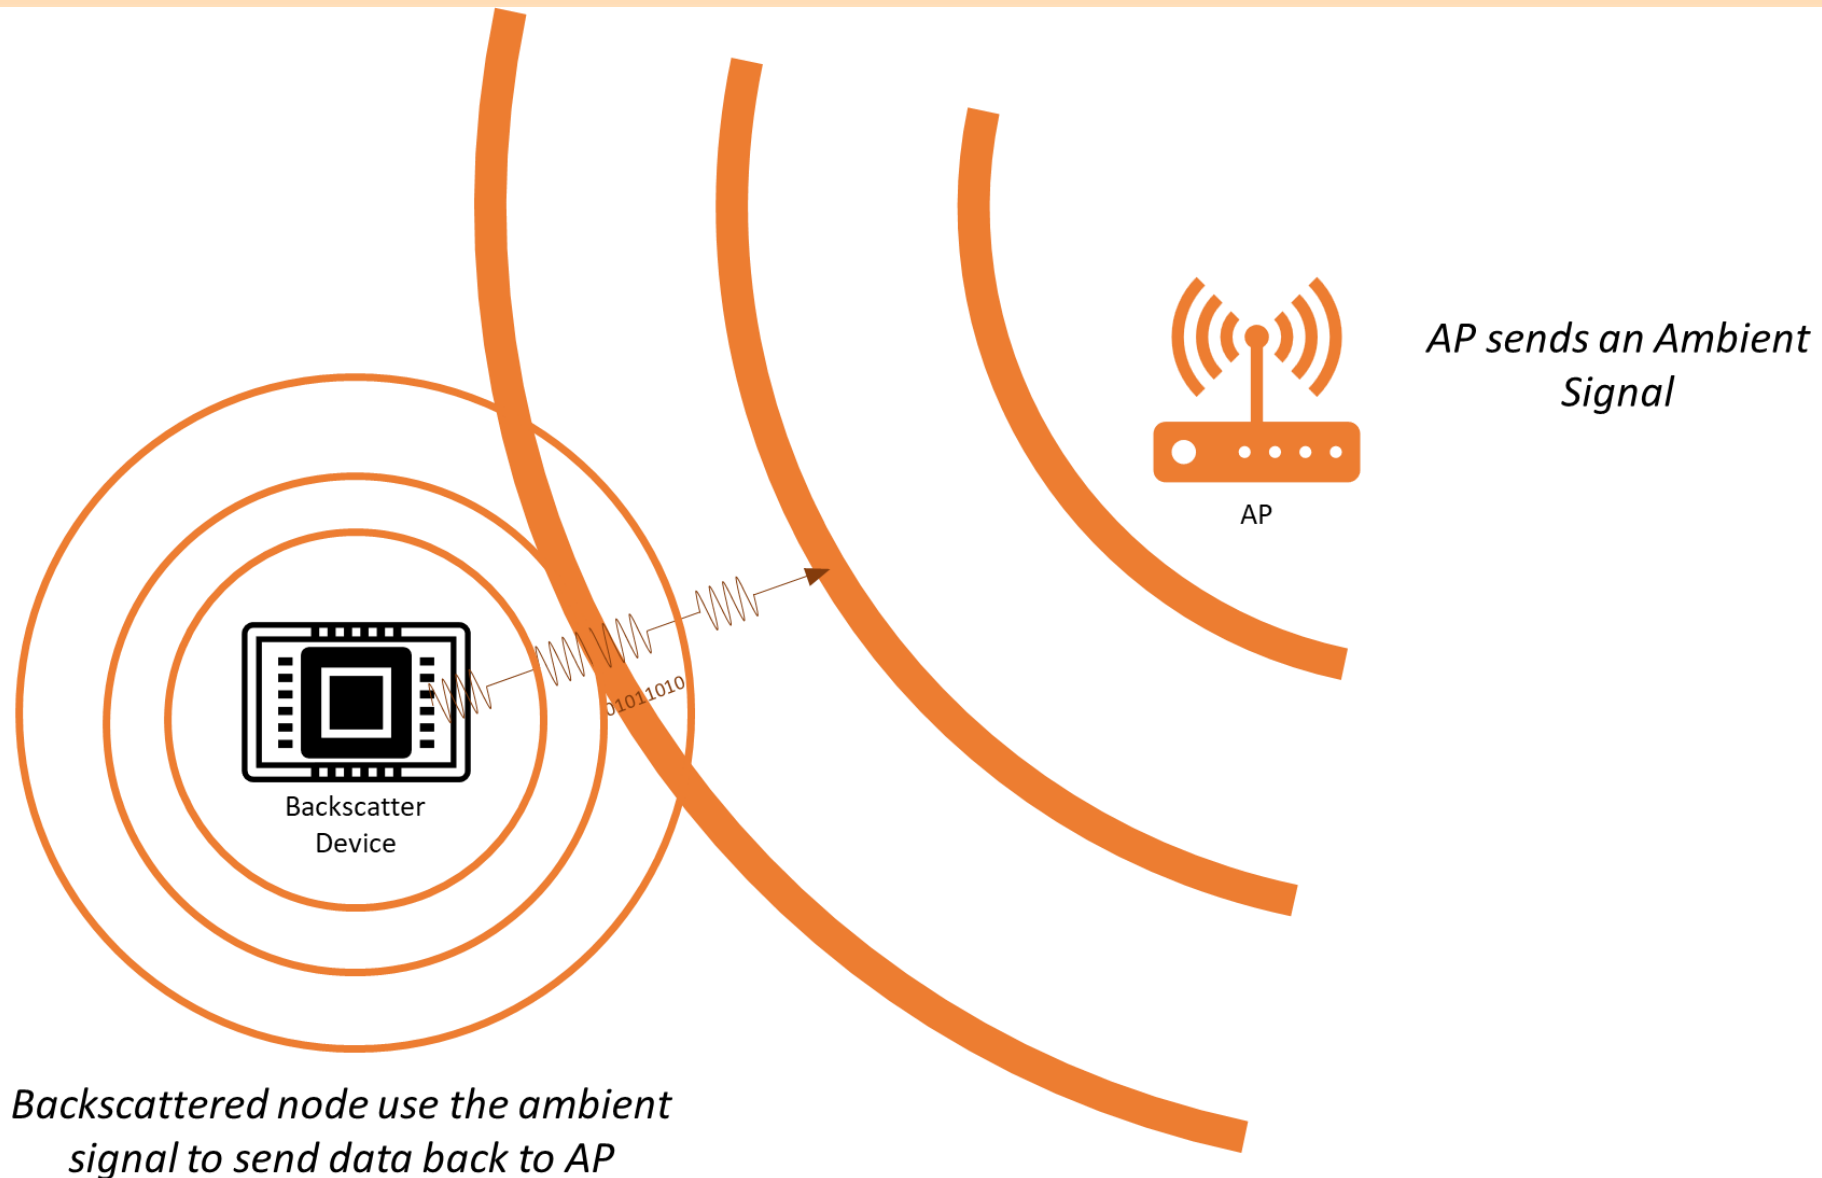 AP sends an Ambient
Signal
AP
01011010
Backscatter
Device
Backscattered node use the ambient
signal to send data back to AP